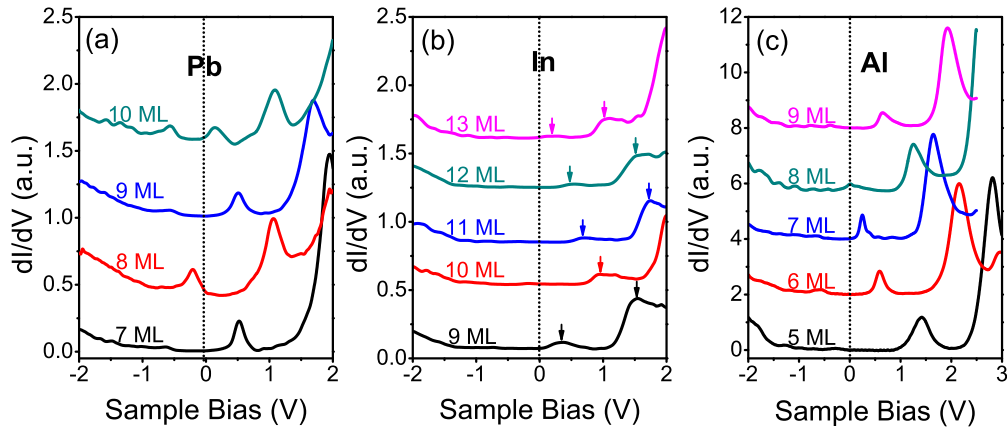 (a)
Pb
dI/dV (a.u.)
2.5
2.0
1.5
1.0
0.5
0.0
10 ML
9 ML
8 ML
7 ML
-2 -1 0 1 2
Sample Bias (V)
(b)
In
dI/dV (a.u.)
2.5
2.0
1.5
1.0
0.5
0.0
13 ML
12 ML
11 ML
10 ML
9 ML
-2 -1 0 1 2
Sample Bias (V)
(c)
Al
dI/dV (a.u.)
12
10
8
6
4
2
0
9 ML
8 ML
7 ML
6 ML
5 ML
-2 -1 0 1 2 3
Sample Bias (V)